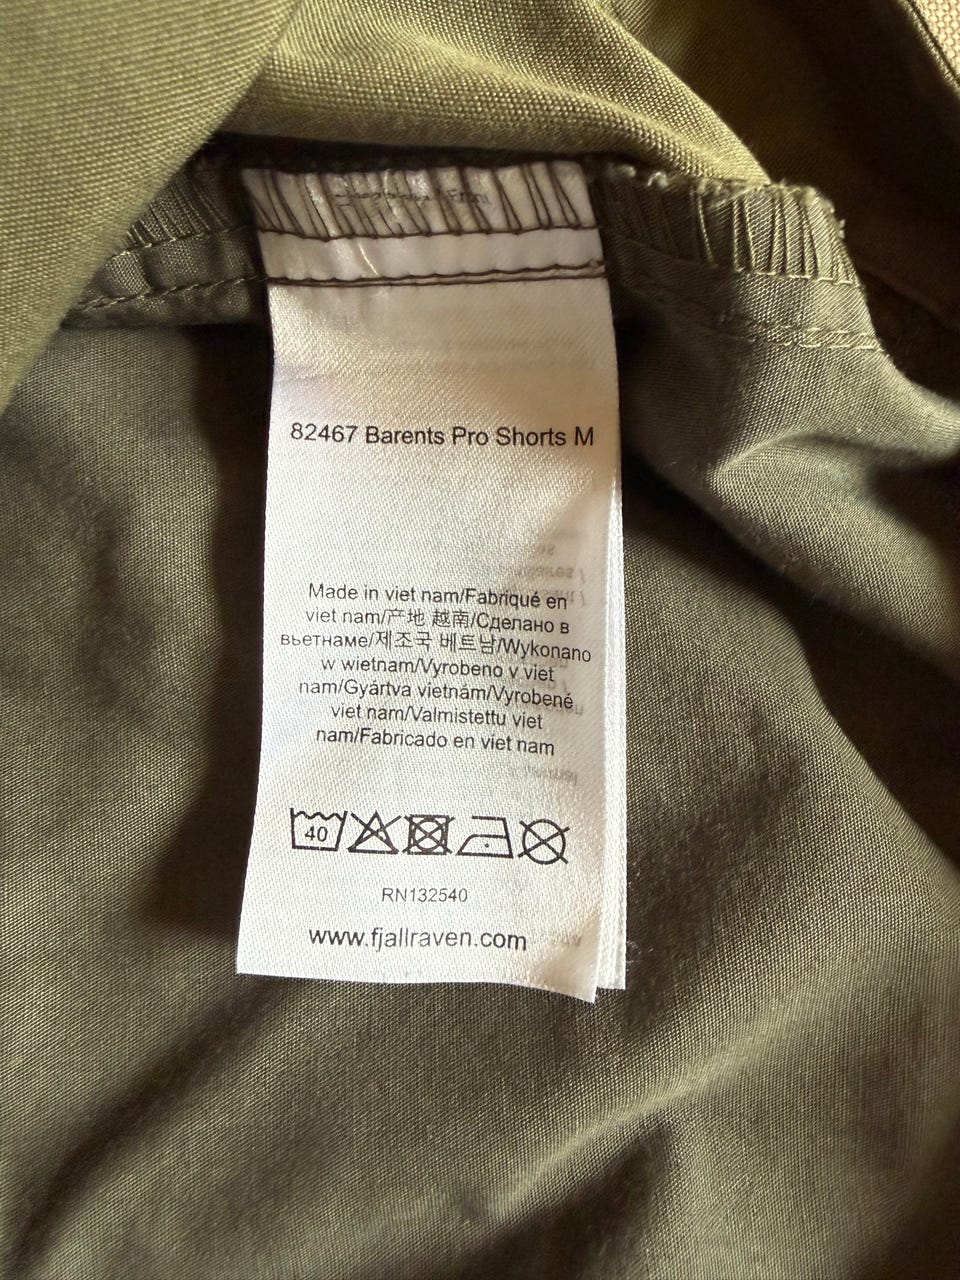 82467 Barents Pro Shorts M
Made in viet nam/Fabriqué en
viet nam/产地 越南/Сделано в
вьетнаме/제조국 베트남/Wykonano
w wietnam/Vyrobeno v viet
nam/Gyártva vietnám/Vyrobené
viet nam/Valmistettu viet
nam/Fabricado en viet nam
40
RN132540
www.fjallraven.com